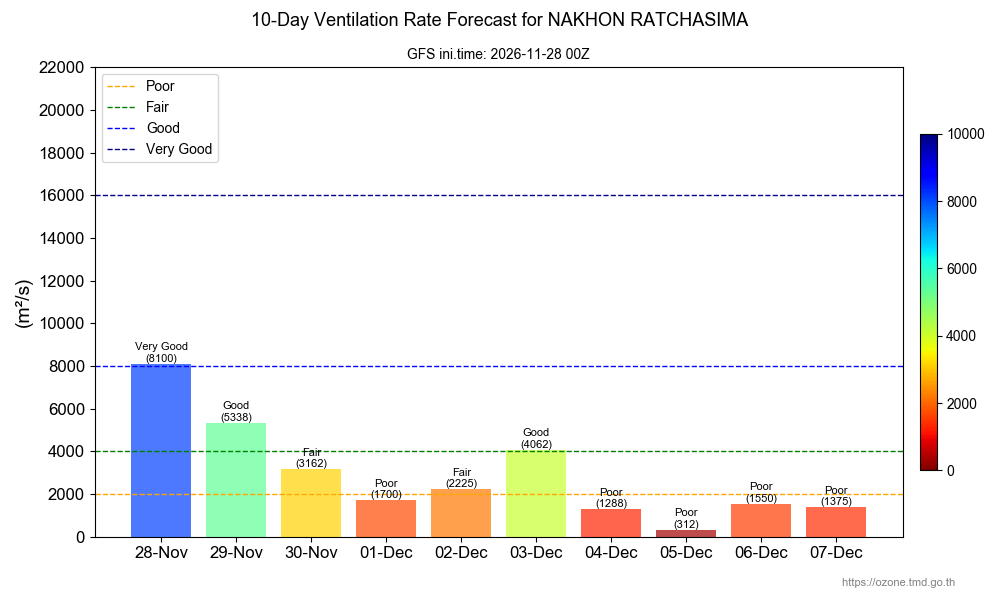 10-Day Ventilation Rate Forecast for NAKHON RATCHASIMA
GFS ini.time: 2026-11-28 00Z
(m²/s)
22000
20000
18000
16000
14000
12000
10000
8000
6000
4000
2000
0
Poor
Fair
Good
Very Good
Very Good
(8100)
Good
(5338)
Fair
(3162)
Poor
(1700)
Fair
(2225)
Good
(4062)
Poor
(1288)
Poor
(312)
Poor
(1550)
Poor
(1375)
28-Nov
29-Nov
30-Nov
01-Dec
02-Dec
03-Dec
04-Dec
05-Dec
06-Dec
07-Dec
10000
8000
6000
4000
2000
0
https://ozone.tmd.go.th